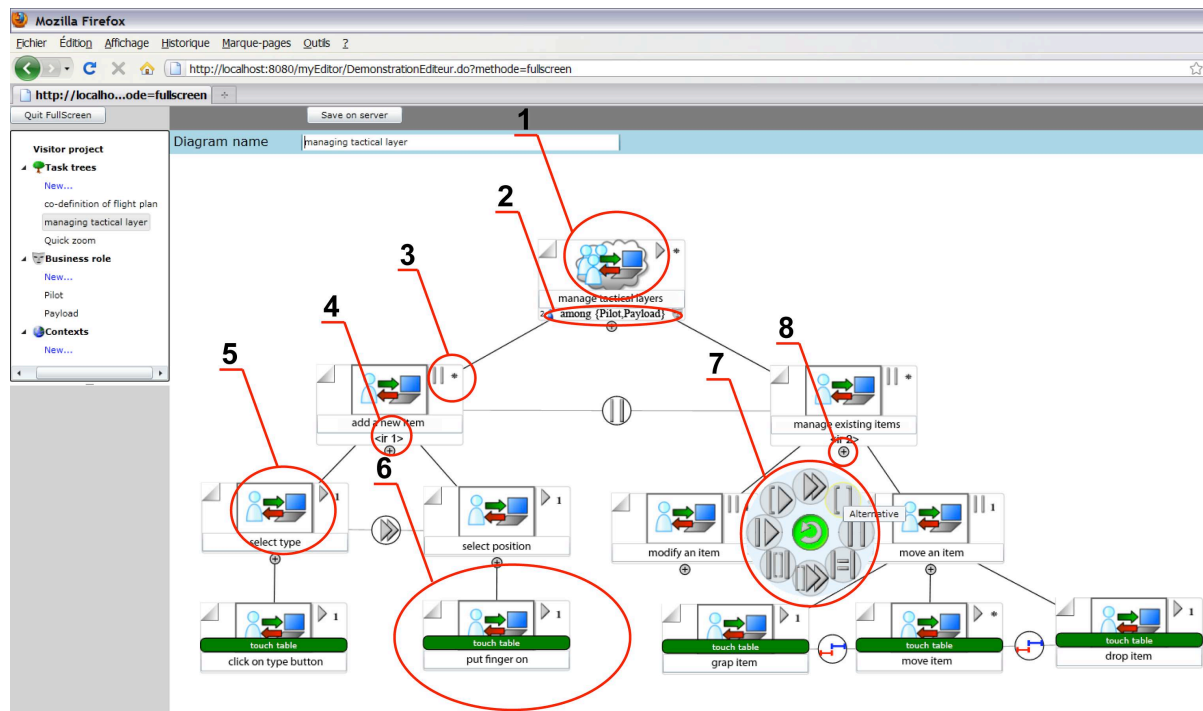 Mozilla Firefox
Fichier Édition Affichage Historique Marque-pages Outils ?
http://localhost:8080/myEditor/DemonstrationEditeur.do?methode=fullscreen
http://localho...ode=fullscreen
Quit FullScreen
Save on server
1
Diagram name
managing tactical layer
Visitor project
Task trees
New...
co-definition of flight plan
managing tactical layer
Quick zoom
Business role
New...
Pilot
Payload
Contexts
New...
2
3
*
manage tactical layers
2 among {Pilot,Payload}
4
8
5
7
*
*
add a new item
<ir 1>
manage existing items
<ir 2>
6
1
1
1
Alternative
select type
select position
modify an item
move an item
1
1
1
*
1
touch table
click on type button
touch table
put finger on
touch table
grap item
touch table
move item
touch table
drop item